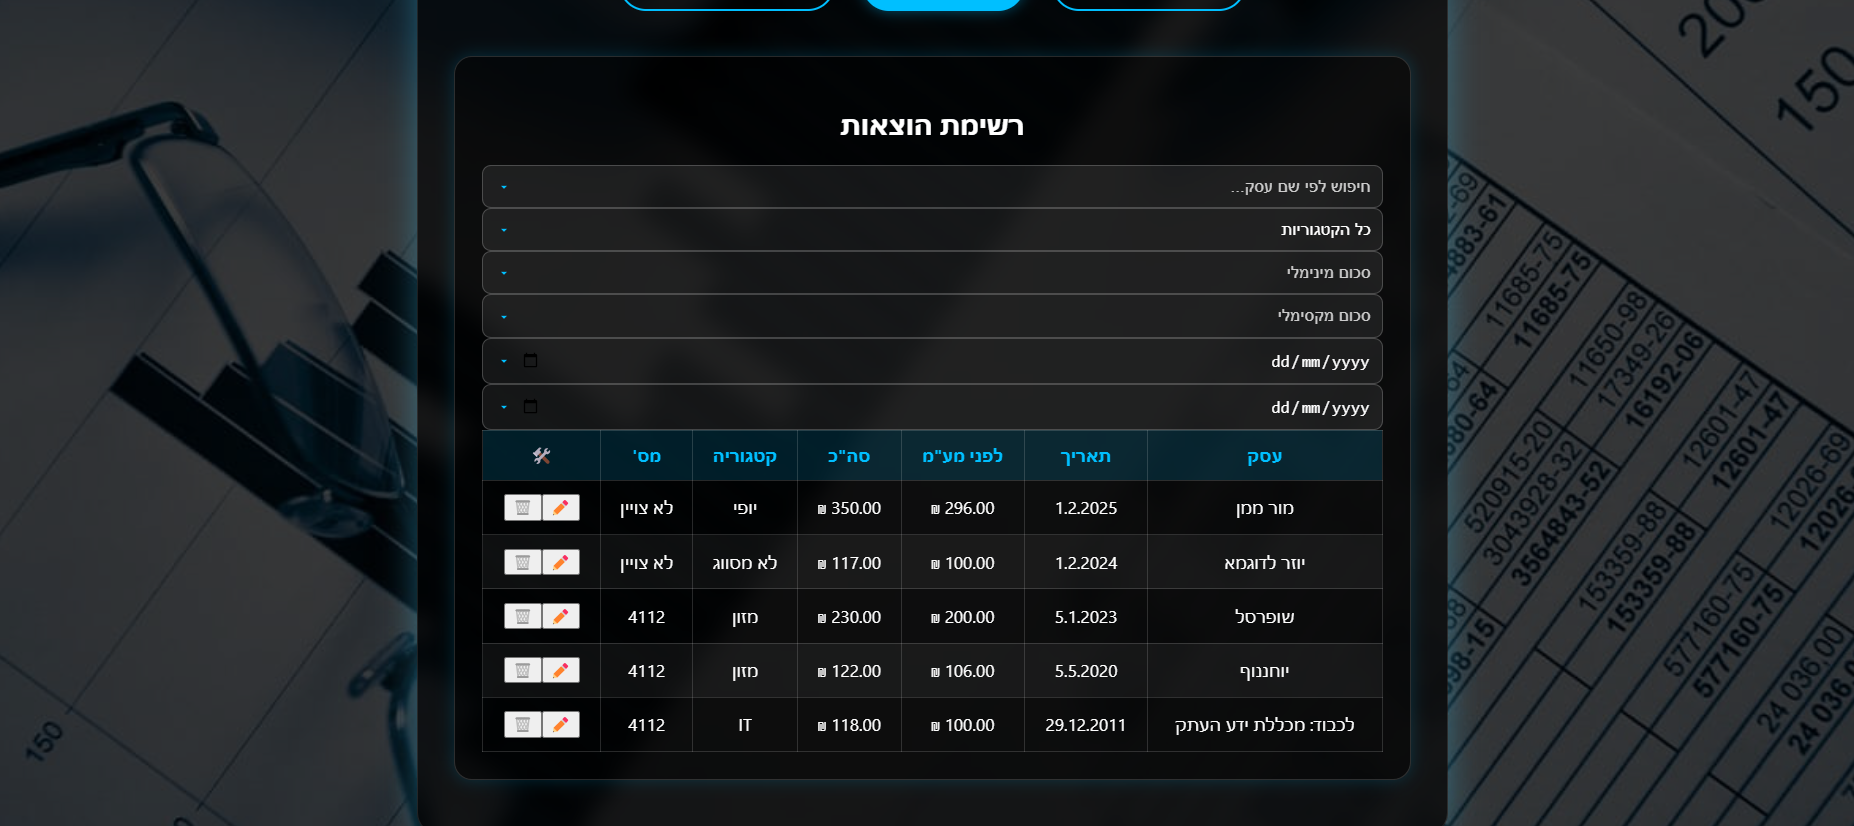 רשימת הוצאות
חיפוש לפי שם עסק...
כל הקטגוריות
סכום מינימלי
סכום מקסימלי
dd/mm/yyyy
dd/mm/yyyy
עסק תאריך לפני מע"מ סה"כ קטגוריה מס'
מור ממן 1.2.2025 296.00 ₪ 350.00 ₪ יופי לא צויין
יוזר לדוגמא 1.2.2024 100.00 ₪ 117.00 ₪ לא מסווג לא צויין
שופרסל 5.1.2023 200.00 ₪ 230.00 ₪ מזון 4112
יוחננוף 5.5.2020 106.00 ₪ 122.00 ₪ מזון 4112
לכבוד: מכללת ידע העתק 29.12.2011 100.00 ₪ 118.00 ₪ IT 4112
150
200
150
4883-61
11685-75
11685-75
11650-98
17349-26
16192-06
12601-47
12601-47
520915-20
3043928-32
3564843-52
153359-88
153359-88
12026-69
577160-75
577160-75
24 036,00